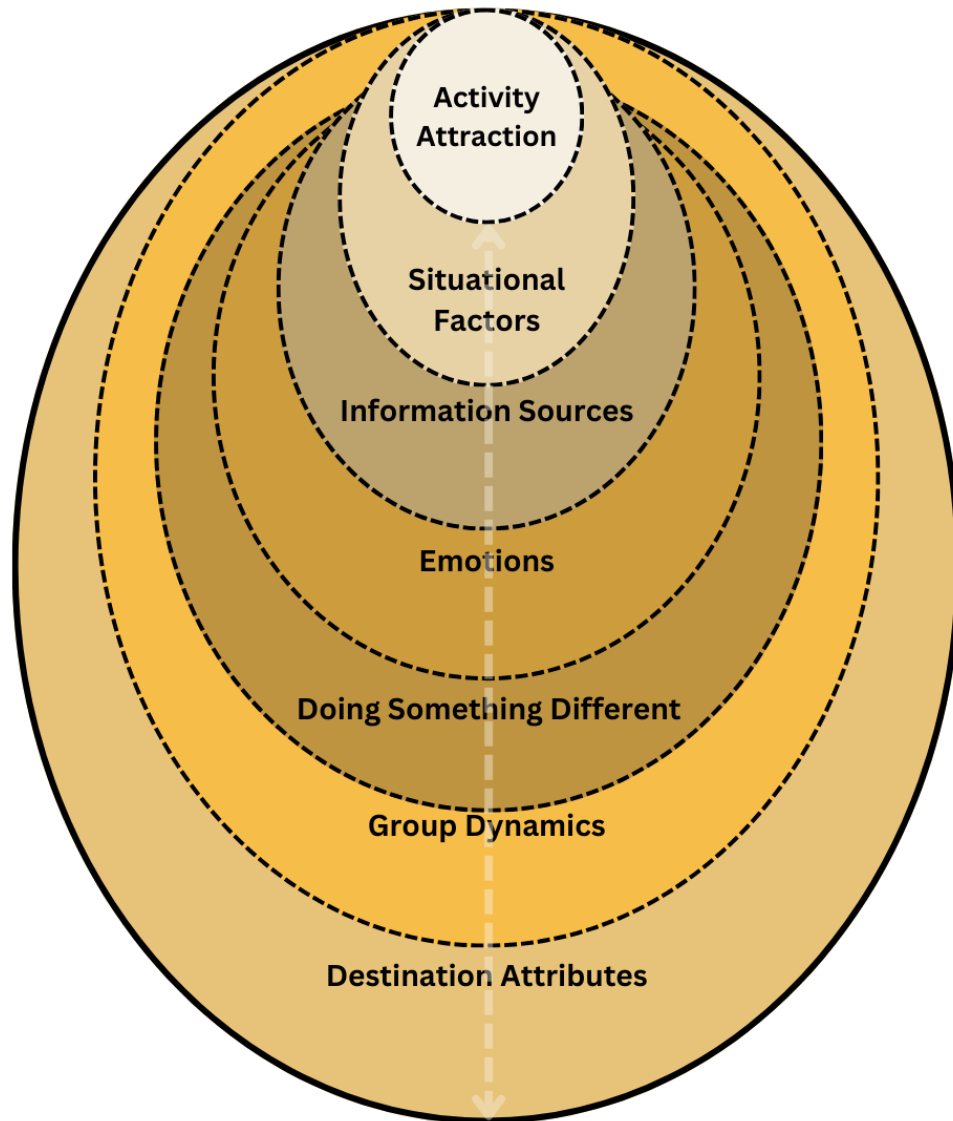 Activity
Attraction
Situational
Factors
Information Sources
Emotions
Doing Something Different
Group Dynamics
Destination Attributes